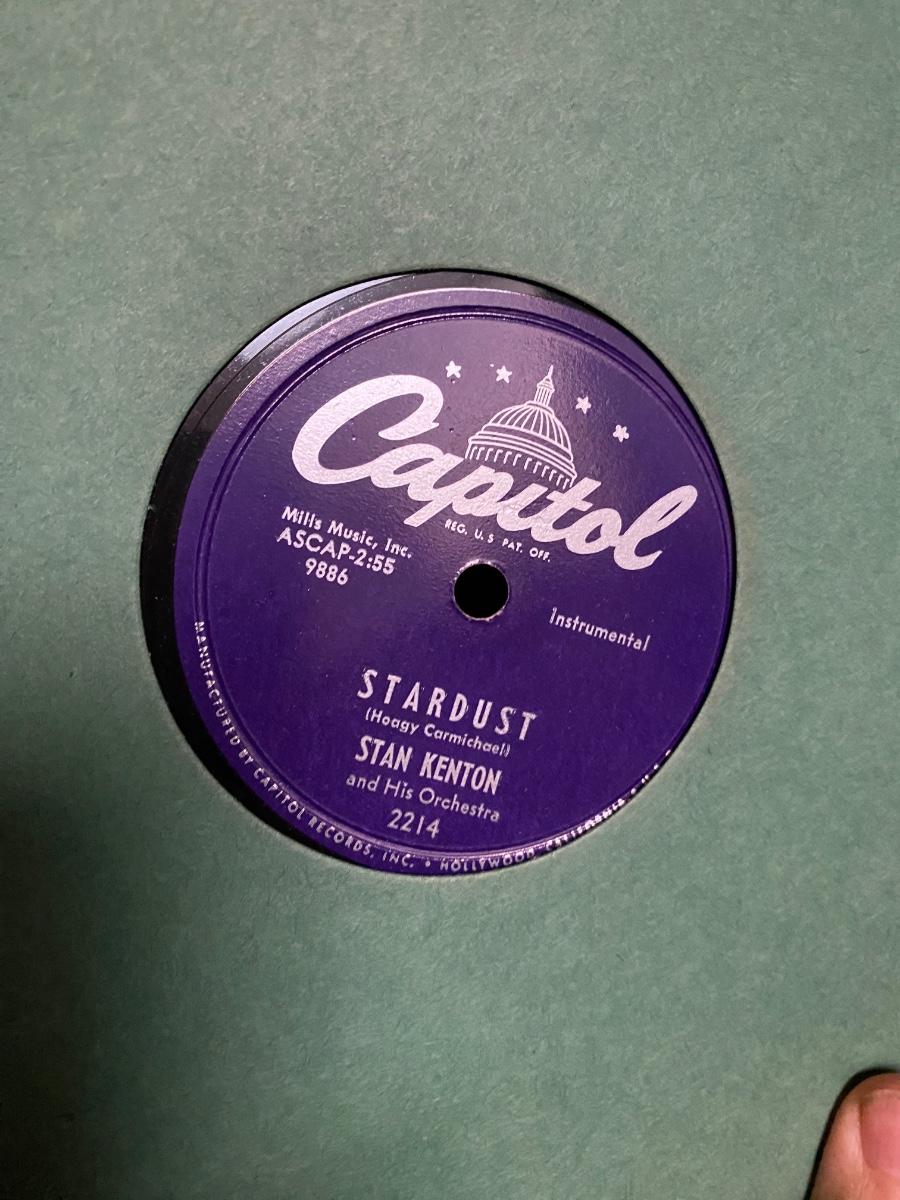 Capitol
REG. U.S. PAT. OFF.
Mills Music, Inc.
ASCAP-2:55
9886
Instrumental
STARDUST
(Hoagy Carmichael)
STAN KENTON
and His Orchestra
2214
MANUFACTURED BY CAPITOL RECORDS, INC. • HOLLYWOOD, CALIFORNIA •